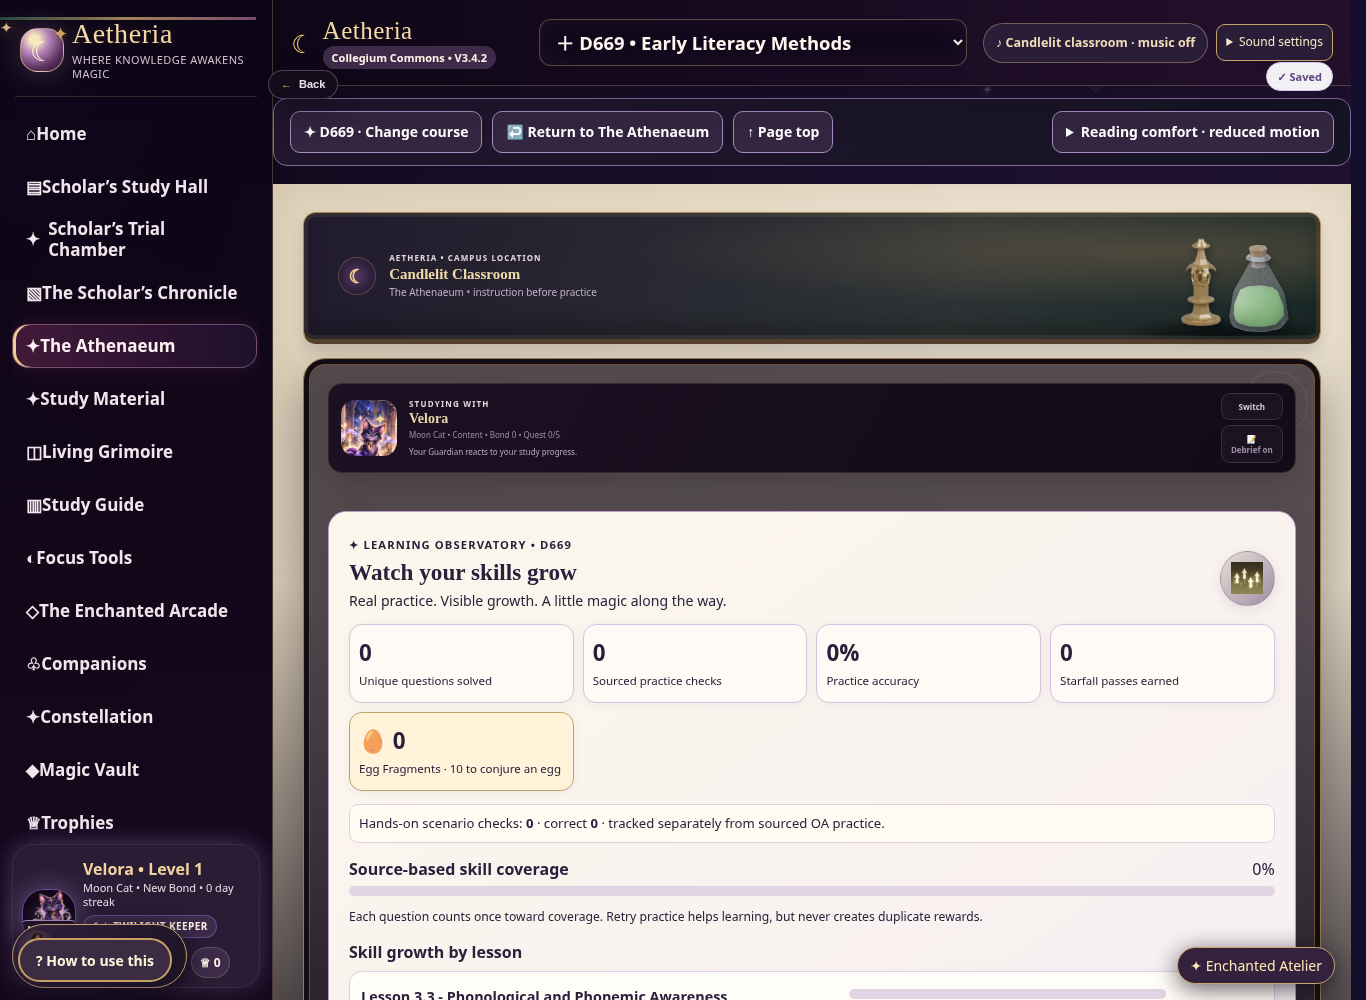 Aetheria
WHERE KNOWLEDGE AWAKENS
MAGIC
Home
Scholar’s Study Hall
Scholar’s Trial
Chamber
The Scholar’s Chronicle
The Athenaeum
Study Material
Living Grimoire
Study Guide
Focus Tools
The Enchanted Arcade
Companions
Constellation
Magic Vault
Trophies
Velora • Level 1
Moon Cat • New Bond • 0 day
streak
KEEPER
? How to use this
♕ 0
Aetheria
Collegium Commons • V3.4.2
＋ D669 • Early Literacy Methods
♪ Candlelit classroom · music off
▶ Sound settings
✓ Saved
← Back
✦ D669 · Change course
↩ Return to The Athenaeum
↑ Page top
▶ Reading comfort · reduced motion
AETHERIA • CAMPUS LOCATION
Candlelit Classroom
The Athenaeum • instruction before practice
STUDYING WITH
Velora
Moon Cat • Content • Bond 0 • Quest 0/5
Your Guardian reacts to your study progress.
Switch
Debrief on
✦ LEARNING OBSERVATORY • D669
Watch your skills grow
Real practice. Visible growth. A little magic along the way.
0
Unique questions solved
0
Sourced practice checks
0%
Practice accuracy
0
Starfall passes earned
0
Egg Fragments · 10 to conjure an egg
Hands-on scenario checks: 0 · correct 0 · tracked separately from sourced OA practice.
Source-based skill coverage 0%
Each question counts once toward coverage. Retry practice helps learning, but never creates duplicate rewards.
Skill growth by lesson
Lesson 3.3 - Phonological and Phonemic Awareness
✦ Enchanted Atelier